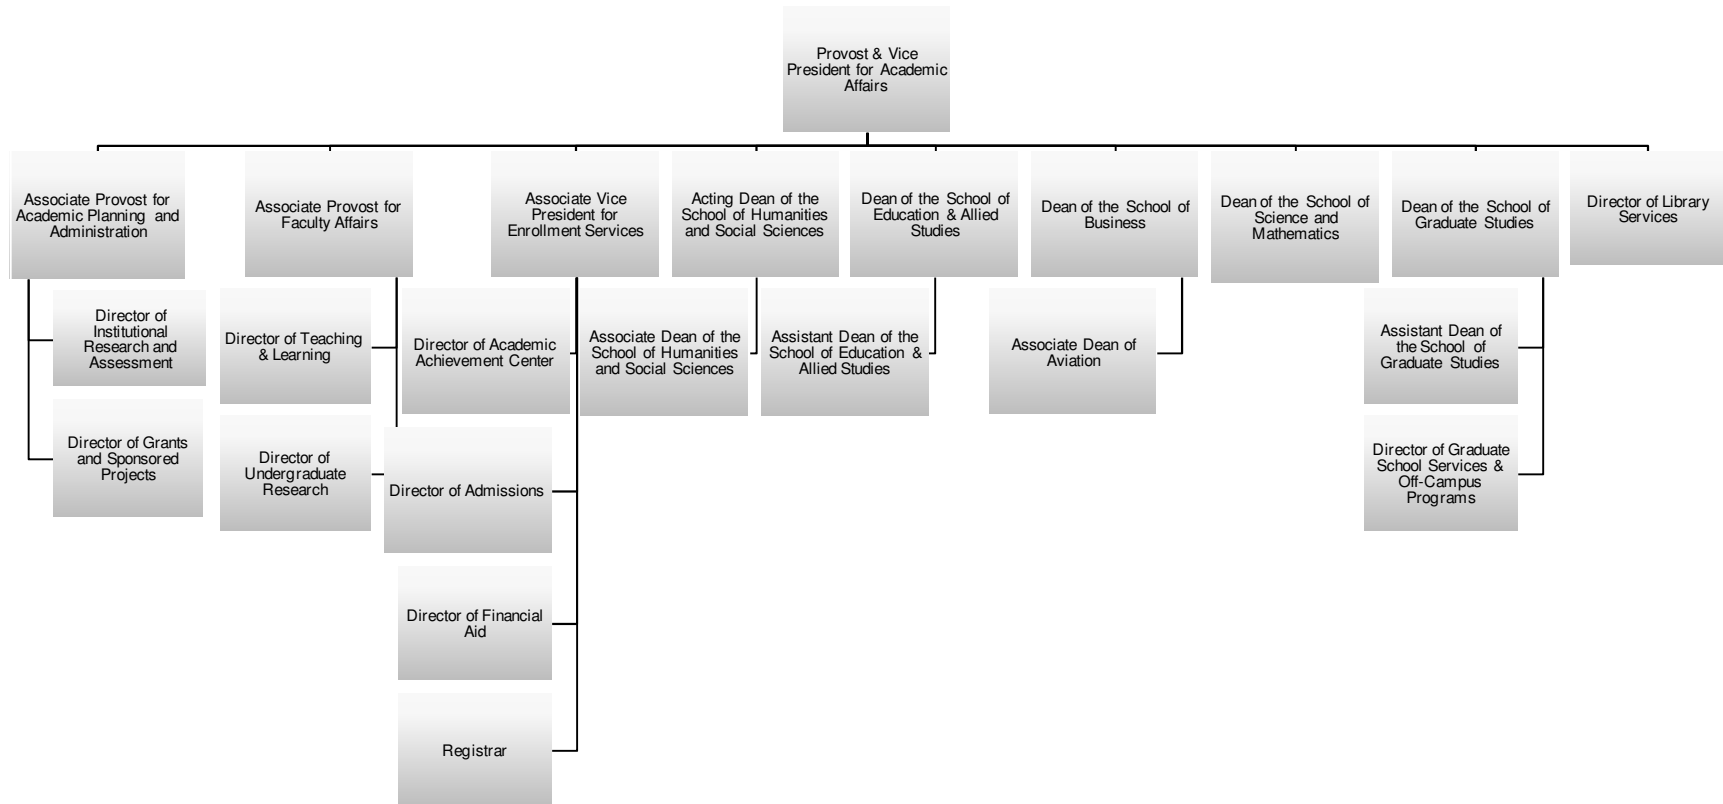 Provost & Vice
President for Academic
Affairs
Associate Provost for
Academic Planning and
Administration
Associate Provost for
Faculty Affairs
Associate Vice
President for
Enrollment Services
Acting Dean of the
School of Humanities
and Social Sciences
Dean of the School of
Education & Allied
Studies
Dean of the School of
Business
Dean of the School of
Science and
Mathematics
Dean of the School of
Graduate Studies
Director of Library
Services
Director of
Institutional
Research and
Assessment
Director of Teaching
& Learning
Director of Academic
Achievement Center
Associate Dean of the
School of Humanities
and Social Sciences
Assistant Dean of the
School of Education &
Allied Studies
Associate Dean of
Aviation
Assistant Dean of
the School of
Graduate Studies
Director of Grants
and Sponsored
Projects
Director of
Undergraduate
Research
Director of Admissions
Director of Graduate
School Services &
Off-Campus
Programs
Director of Financial
Aid
Registrar